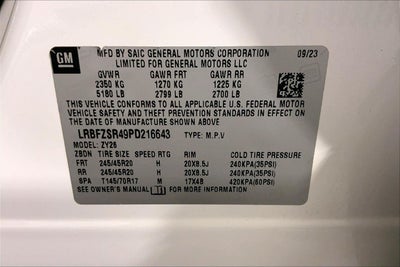 GM
MFD BY SAIC GENERAL MOTORS CORPORATION 09/23
LIMITED FOR GENERAL MOTORS LLC
GVWR GAWR FRT GAWR RR
2350 KG 1270 KG 1225 KG
5180 LB 2799 LB 2700 LB
THIS VEHICLE CONFORMS TO ALL APPLICABLE U.S. FEDERAL MOTOR
VEHICLE SAFETY AND THEFT PREVENTION STANDARDS IN EFFECT
ON THE DATE OF MANUFACTURE SHOWN ABOVE.
LRBFZSR49PD216643 TYPE: M.P.V
MODEL: ZY26
ZBDN TIRE SIZE SPEED RTG RIM COLD TIRE PRESSURE
FRT 245/45R20 H 20X8.5J 240KPA(35PSI)
RR 245/45R20 H 20X8.5J 240KPA(35PSI)
SPA T145/70R17 M 17X4B 420KPA(60PSI)
SEE OWNER'S MANUAL FOR MORE INFORMATION.